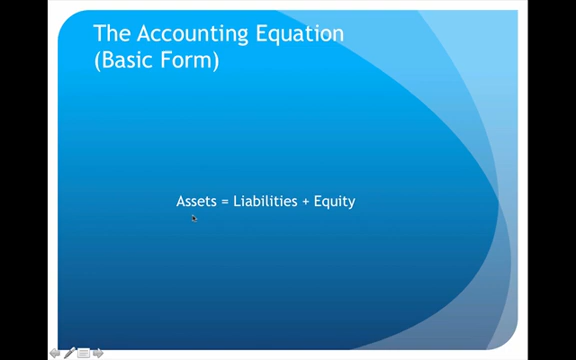 The Accounting Equation
(Basic Form)
Assets = Liabilities + Equity